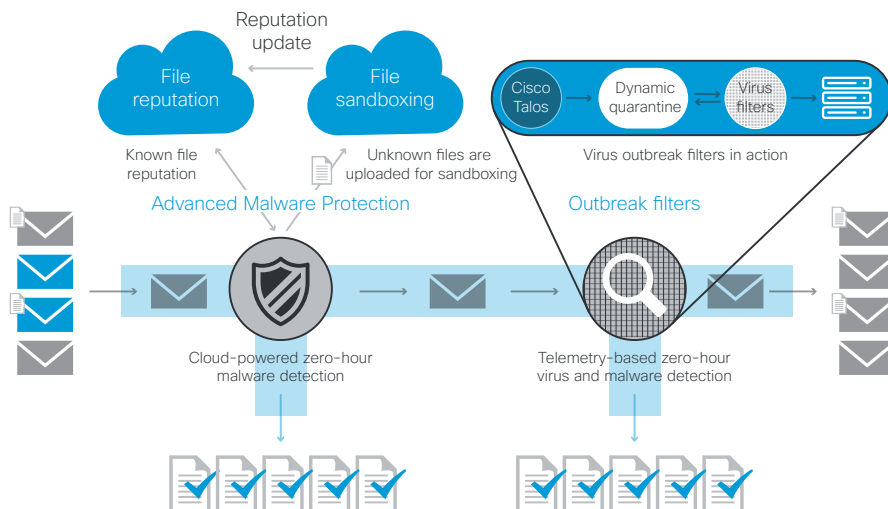 Reputation
update
File
reputation
File
sandboxing
Cisco
Talos
Dynamic
quarantine
Virus
filters
Known file
reputation
Unknown files are
uploaded for sandboxing
Virus outbreak filters in action
Advanced Malware Protection
Outbreak filters
Cloud-powered zero-hour
malware detection
Telemetry-based zero-hour
virus and malware detection